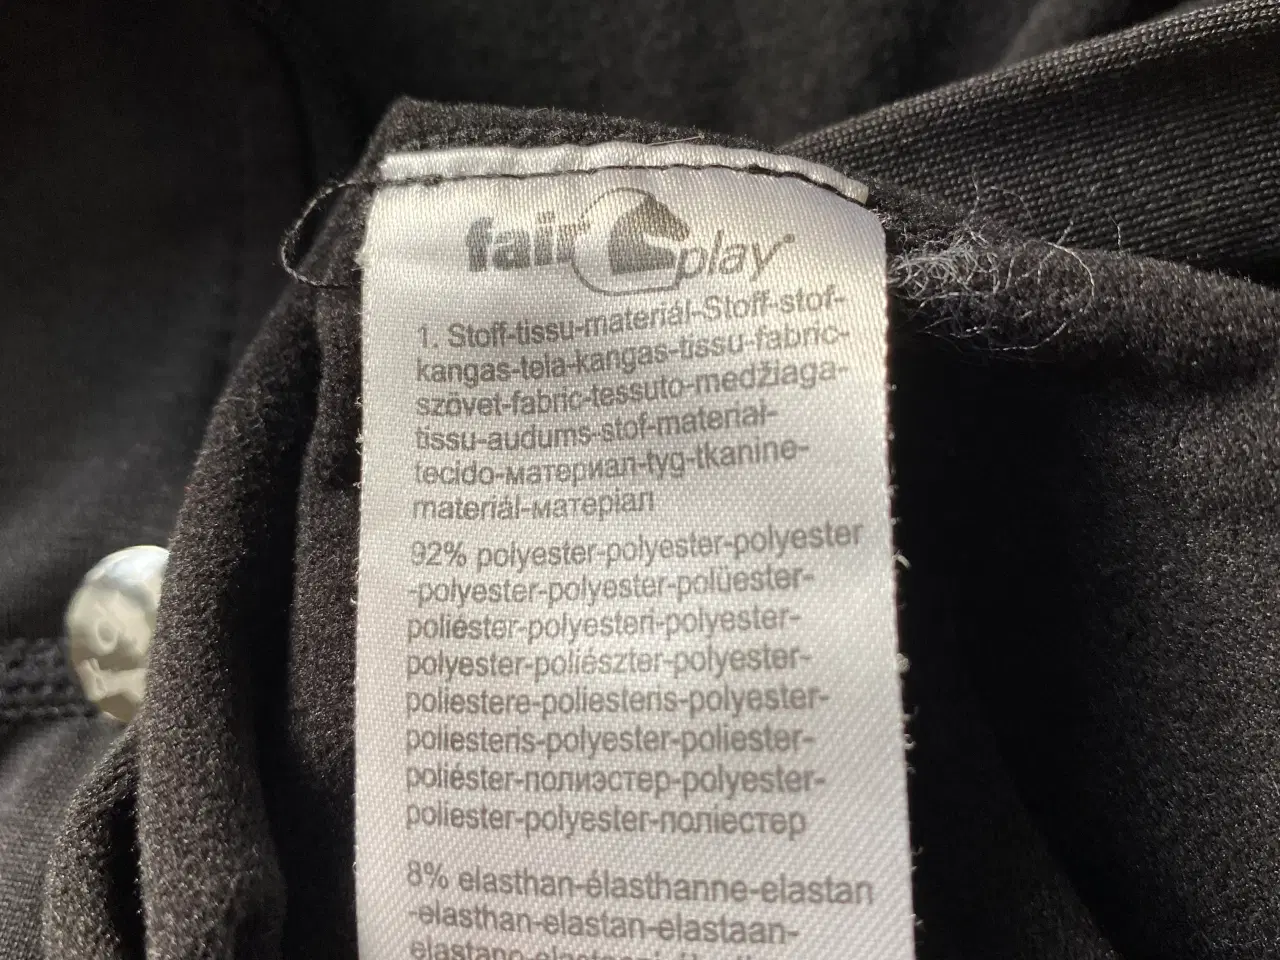 fair play®
1. Stoff-tissu-materiál-Stoff-stof-
kangas-tela-kangas-tissu-fabric-
szövet-fabric-tessuto-medžiaga-
tissu-audums-stof-materiał-
tecido-материал-tyg-tkanine-
materiál-матеріал
92% polyester-polyester-polyester
-polyester-polyester-polüester-
poliéster-polyesteri-polyester-
polyester-poliészter-polyester-
poliestere-poliesteris-polyester-
poliesteris-polyester-poliester-
poliéster-полиэстер-polyester-
poliester-polyester-поліестер
8% elasthan-élasthanne-elastan
-elasthan-elastan-elastaan-